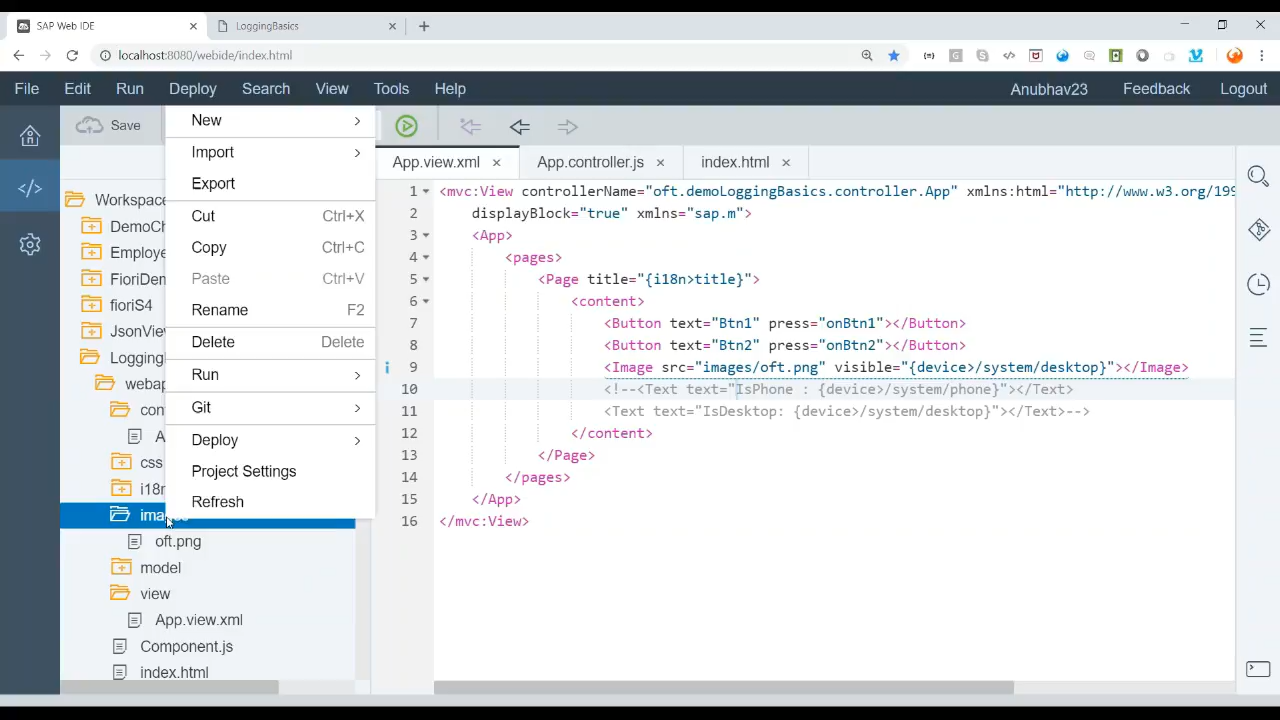 SAP Web IDE
LoggingBasics
localhost:8080/webide/index.html
File Edit Run Deploy Search View Tools Help Anubhav23 Feedback Logout
Save
New
Import
Export
Cut Ctrl+X
Copy Ctrl+C
Paste Ctrl+V
Rename F2
Delete Delete
Run
Git
Deploy
Project Settings
Refresh
Workspace
DemoCh
Employe
FioriDem
fioriS4
JsonVie
Logging
webap
con
A
css
i18n
images
oft.png
model
view
App.view.xml
Component.js
index.html
App.view.xml App.controller.js index.html
1 <mvc:View controllerName="oft.demoLoggingBasics.controller.App" xmlns:html="http://www.w3.org/199
2 displayBlock="true" xmlns="sap.m">
3 <App>
4 <pages>
5 <Page title="{i18n>title}">
6 <content>
7 <Button text="Btn1" press="onBtn1"></Button>
8 <Button text="Btn2" press="onBtn2"></Button>
9 <Image src="images/oft.png" visible="{device>/system/desktop}"></Image>
10 <!--<Text text="IsPhone : {device>/system/phone}"></Text>
11 <Text text="IsDesktop: {device>/system/desktop}"></Text>-->
12 </content>
13 </Page>
14 </pages>
15 </App>
16 </mvc:View>